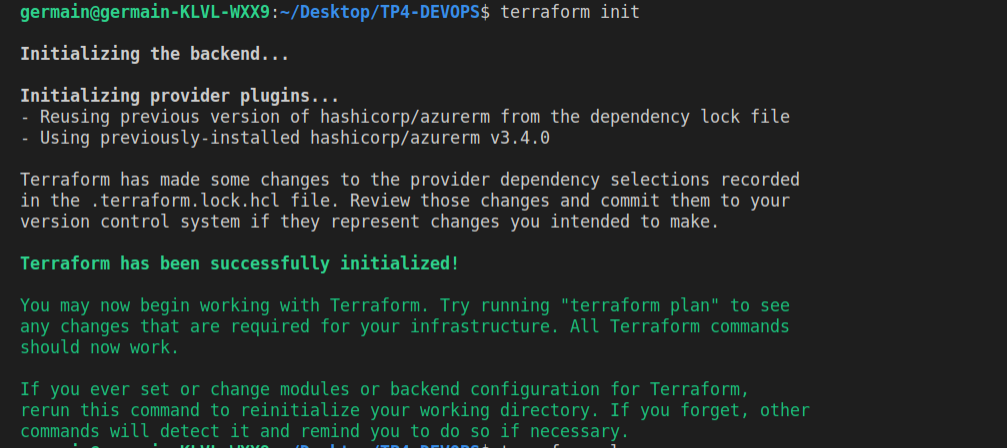 germain@germain-KLVL-WXX9:~/Desktop/TP4-DEVOPS$ terraform init
Initializing the backend...
Initializing provider plugins...
- Reusing previous version of hashicorp/azurerm from the dependency lock file
- Using previously-installed hashicorp/azurerm v3.4.0
Terraform has made some changes to the provider dependency selections recorded
in the .terraform.lock.hcl file. Review those changes and commit them to your
version control system if they represent changes you intended to make.
Terraform has been successfully initialized!
You may now begin working with Terraform. Try running "terraform plan" to see
any changes that are required for your infrastructure. All Terraform commands
should now work.
If you ever set or change modules or backend configuration for Terraform,
rerun this command to reinitialize your working directory. If you forget, other
commands will detect it and remind you to do so if necessary.